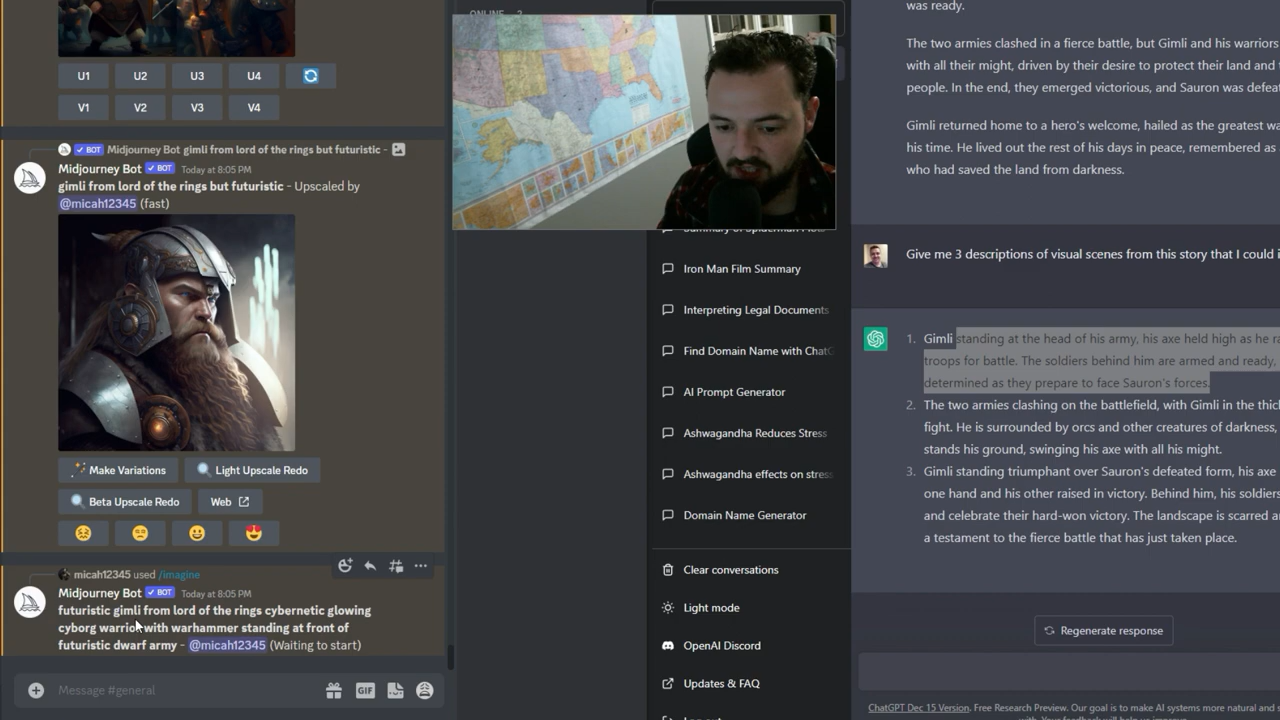 ONLINE
U1 U2 U3 U4
V1 V2 V3 V4
BOT Midjourney Bot gimli from lord of the rings but futuristic -
Midjourney Bot BOT Today at 8:05 PM
gimli from lord of the rings but futuristic - Upscaled by
@micah12345 (fast)
Make Variations Light Upscale Redo
Beta Upscale Redo Web
micah12345 used /imagine
Midjourney Bot BOT Today at 8:05 PM
futuristic gimli from lord of the rings cybernetic glowing
cyborg warrior with warhammer standing at front of
futuristic dwarf army - @micah12345 (Waiting to start)
Message #general
GIF
Summary of Spiderman
Iron Man Film Summary
Interpreting Legal Documents
Find Domain Name with ChatG
AI Prompt Generator
Ashwagandha Reduces Stress
Ashwagandha effects on stress
Domain Name Generator
Clear conversations
Light mode
OpenAI Discord
Updates & FAQ
was ready.
The two armies clashed in a fierce battle, but Gimli and his warriors
with all their might, driven by their desire to protect their land and
people. In the end, they emerged victorious, and Sauron was defea
Gimli returned home to a hero's welcome, hailed as the greatest wa
his time. He lived out the rest of his days in peace, remembered as
who had saved the land from darkness.
Give me 3 descriptions of visual scenes from this story that I could i
1. Gimli standing at the head of his army, his axe held high as he ra
troops for battle. The soldiers behind him are armed and ready,
determined as they prepare to face Sauron's forces.
2. The two armies clashing on the battlefield, with Gimli in the thic
fight. He is surrounded by orcs and other creatures of darkness,
stands his ground, swinging his axe with all his might.
3. Gimli standing triumphant over Sauron's defeated form, his axe
one hand and his other raised in victory. Behind him, his soldiers
and celebrate their hard-won victory. The landscape is scarred a
a testament to the fierce battle that has just taken place.
Regenerate response
ChatGPT Dec 15 Version. Free Research Preview. Our goal is to make AI systems more natural and s